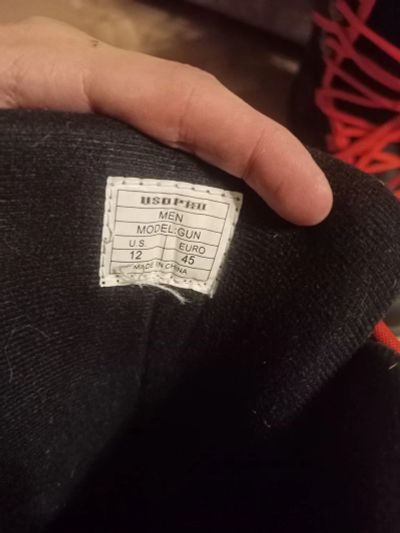 USOPRO
MEN
MODEL:GUN
U.S. EURO
12 45
MADE IN CHINA